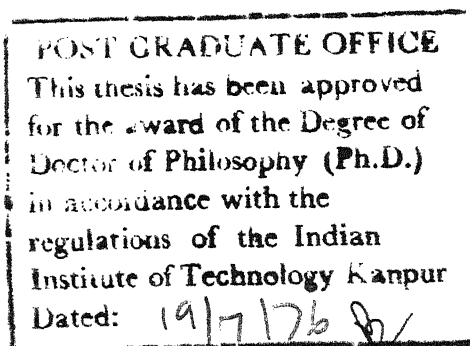 POST GRADUATE OFFICE
This thesis has been approved
for the award of the Degree of
Doctor of Philosophy (Ph.D.)
in accordance with the
regulations of the Indian
Institute of Technology Kanpur
Dated: 19/7/76